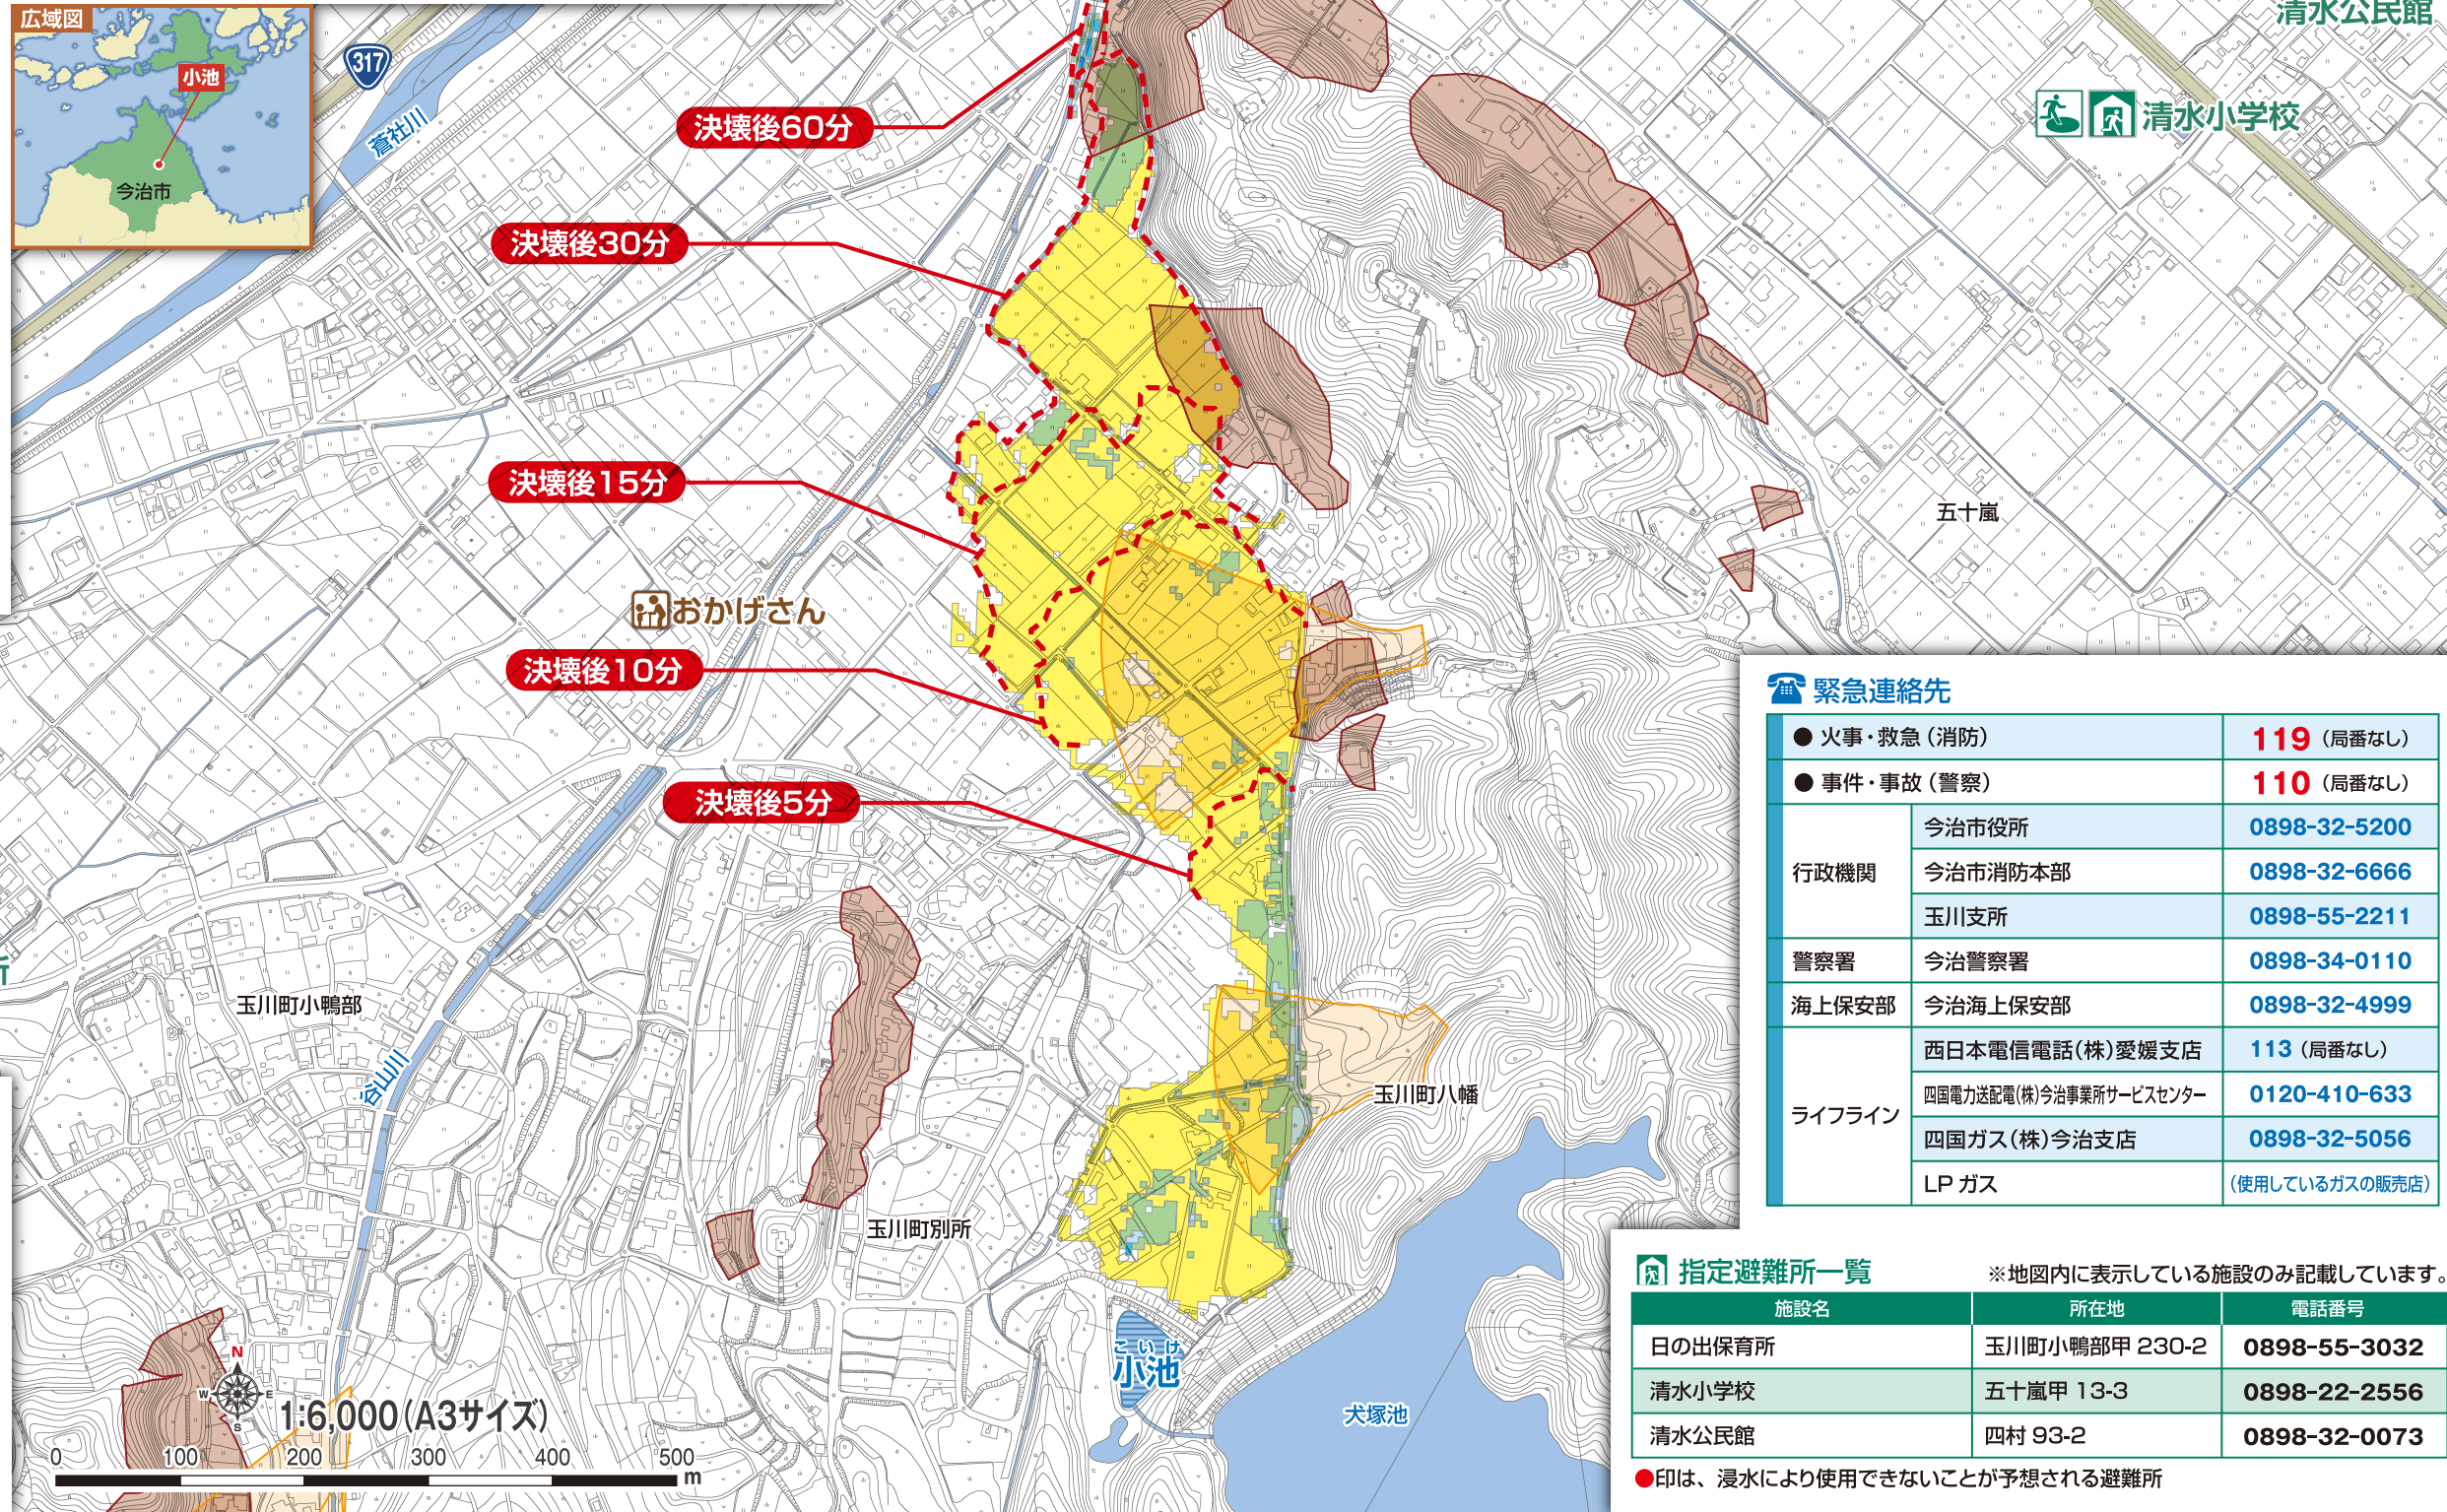 広域図
小池
今治市
317
蒼社川
清水公民館
清水小学校
決壊後60分
決壊後30分
決壊後15分
おかげさん
決壊後10分
決壊後5分
五十嵐
所
玉川町小鴨部
谷山川
玉川町八幡
玉川町別所
こいけ
小池
犬塚池
N
W E
S
1:6,000(A3サイズ)
0 100 200 300 400 500
m
緊急連絡先
● 火事・救急(消防) 119(局番なし)
● 事件・事故(警察) 110(局番なし)
行政機関
今治市役所 0898-32-5200
今治市消防本部 0898-32-6666
玉川支所 0898-55-2211
警察署 今治警察署 0898-34-0110
海上保安部 今治海上保安部 0898-32-4999
ライフライン
西日本電信電話(株)愛媛支店 113(局番なし)
四国電力送配電(株)今治事業所サービスセンター 0120-410-633
四国ガス(株)今治支店 0898-32-5056
LPガス (使用しているガスの販売店)
指定避難所一覧 ※地図内に表示している施設のみ記載しています。
施設名 所在地 電話番号
日の出保育所 玉川町小鴨部甲230-2 0898-55-3032
清水小学校 五十嵐甲13-3 0898-22-2556
清水公民館 四村93-2 0898-32-0073
●印は、浸水により使用できないことが予想される避難所